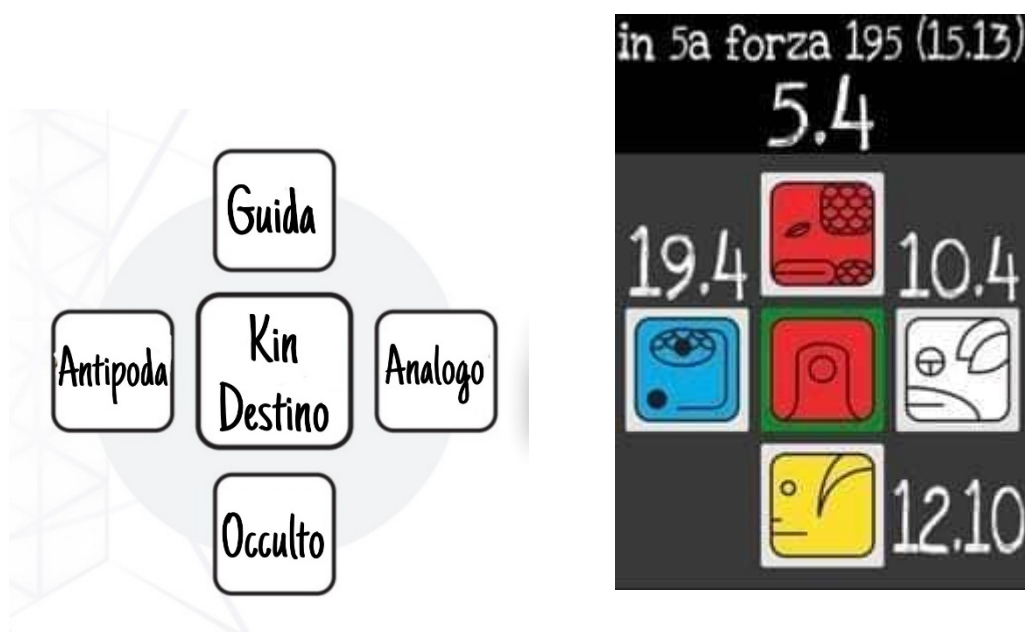 Guida
Antipoda
Kin
Destino
Analogo
Occulto
in 5a forza 195 (15.13)
5.4
19.4
10.4
12.10